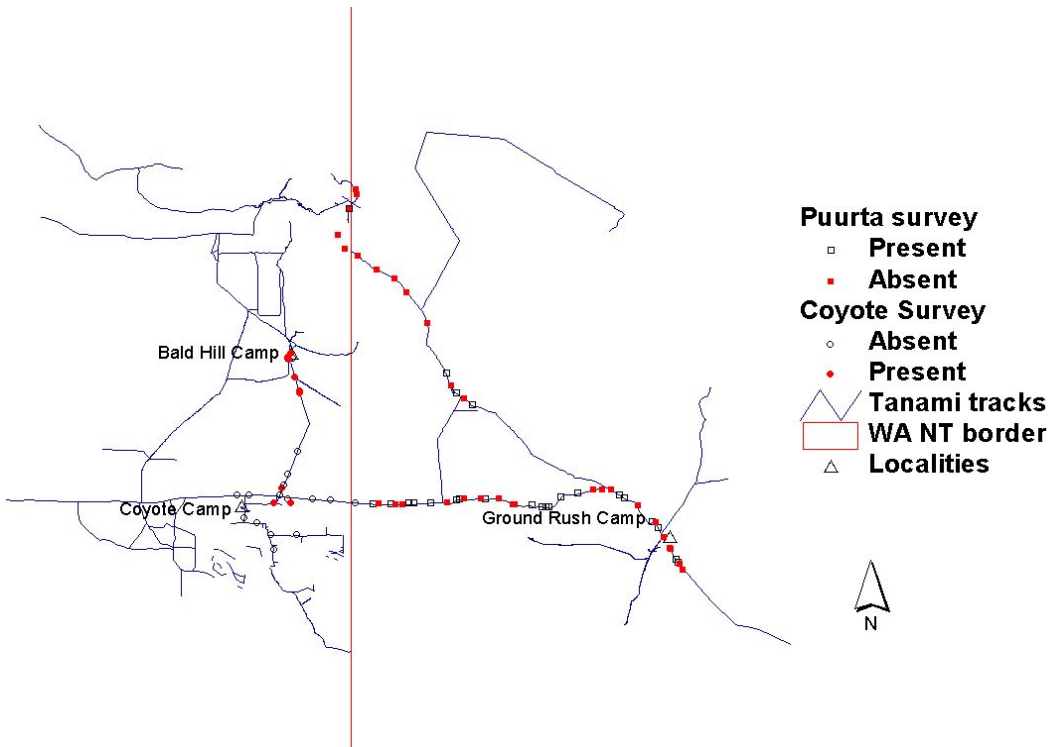 Puurta survey
Present
Absent
Coyote Survey
Absent
Present
Tanami tracks
WA NT border
Localities
Bald Hill Camp
Coyote Camp
Ground Rush Camp
N